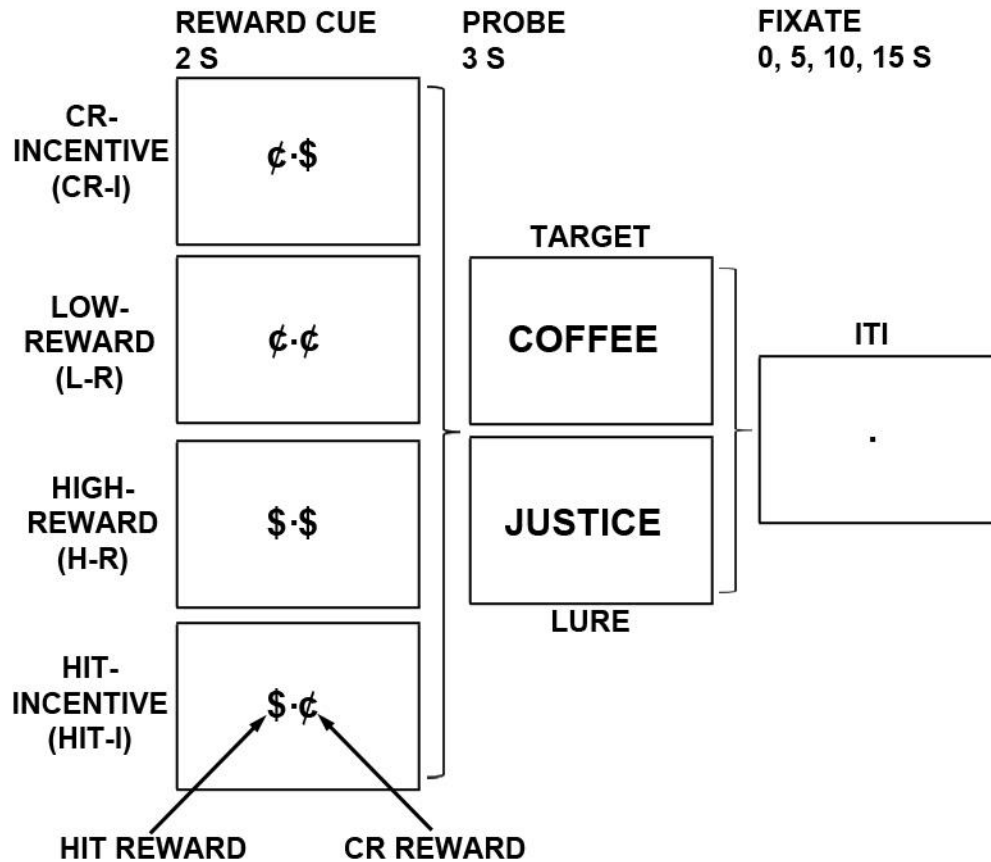 REWARD CUE
2 S
PROBE
3 S
FIXATE
0, 5, 10, 15 S
CR-
INCENTIVE
(CR-I)
¢·$
LOW-
REWARD
(L-R)
¢·¢
HIGH-
REWARD
(H-R)
$·$
HIT-
INCENTIVE
(HIT-I)
$·¢
HIT REWARD
CR REWARD
TARGET
COFFEE
JUSTICE
LURE
ITI
.